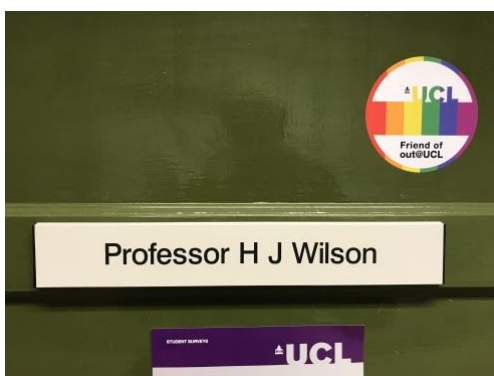 UCL
Friend of
out@UCL
Professor H J Wilson
STUDENT SURVEYS
UCL